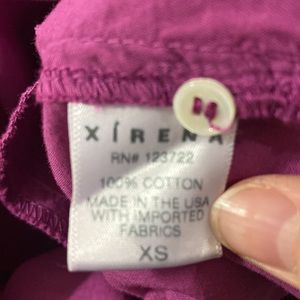 XÍRENA
RN# 123722
100% COTTON
MADE IN THE USA
WITH IMPORTED
FABRICS
XS